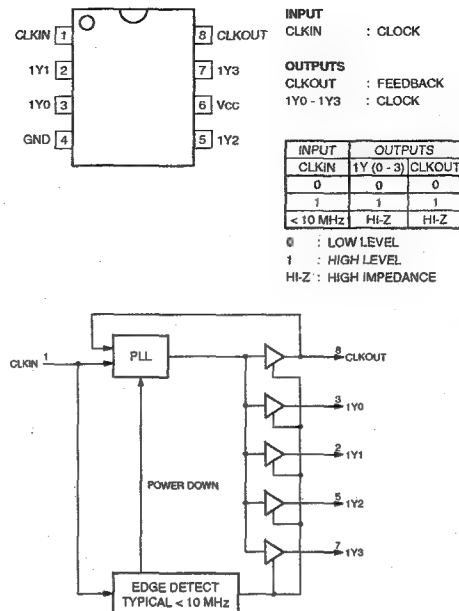 CLKIN 1
8 CLKOUT
1Y1 2
7 1Y3
1Y0 3
6 Vcc
GND 4
5 1Y2
INPUT
CLKIN : CLOCK
OUTPUTS
CLKOUT : FEEDBACK
1Y0 - 1Y3 : CLOCK
INPUT OUTPUTS
CLKIN 1Y (0 - 3) CLKOUT
0 0 0
1 1 1
< 10 MHz HI-Z HI-Z
0 : LOW LEVEL
1 : HIGH LEVEL
HI-Z : HIGH IMPEDANCE
CLKIN 1
PLL
8 CLKOUT
3 1Y0
2 1Y1
POWER DOWN
5 1Y2
7 1Y3
EDGE DETECT
TYPICAL < 10 MHz